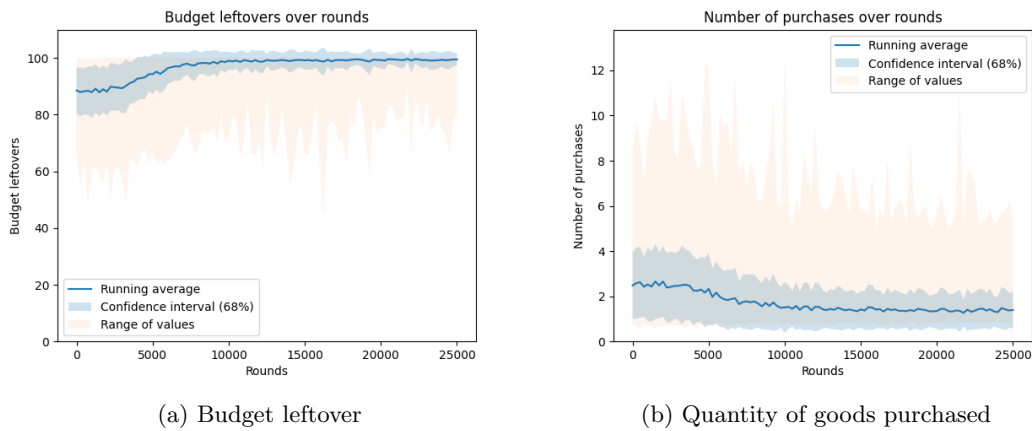 Budget leftovers over rounds
100
80
60
40
20
0
Budget leftovers
Running average
Confidence interval (68%)
Range of values
0 5000 10000 15000 20000 25000
Rounds
(a) Budget leftover
Number of purchases over rounds
12
10
8
6
4
2
0
Number of purchases
Running average
Confidence interval (68%)
Range of values
0 5000 10000 15000 20000 25000
Rounds
(b) Quantity of goods purchased